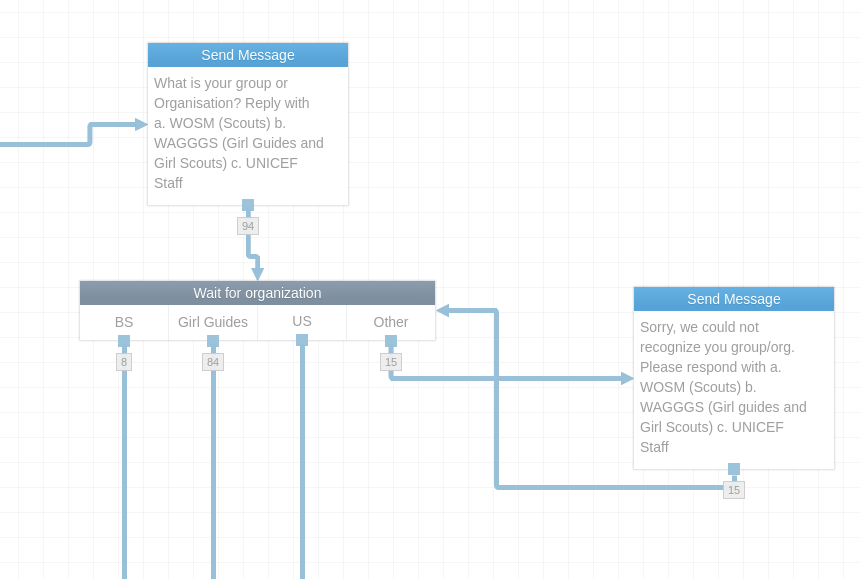 Send Message
What is your group or
Organisation? Reply with
a. WOSM (Scouts) b.
WAGGGS (Girl Guides and
Girl Scouts) c. UNICEF
Staff
94
Wait for organization
BS
Girl Guides
US
Other
8
84
15
Send Message
Sorry, we could not
recognize you group/org.
Please respond with a.
WOSM (Scouts) b.
WAGGGS (Girl guides and
Girl Scouts) c. UNICEF
Staff
15